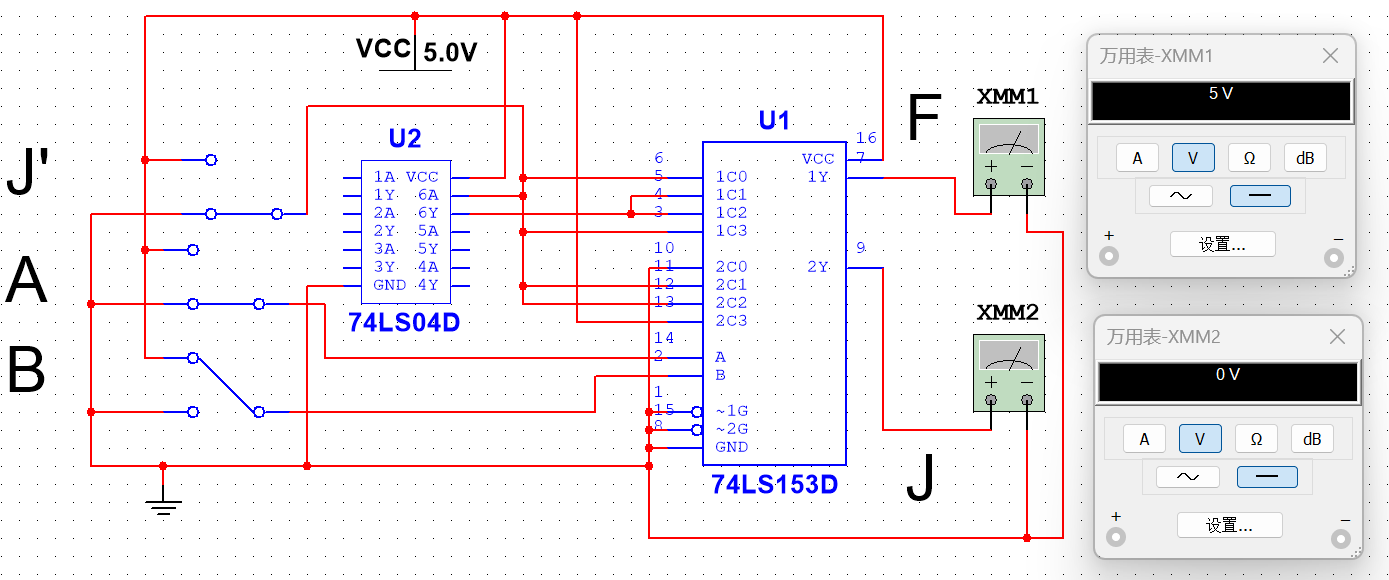 VCC 5.0V
J'
A
B
U2
1A VCC
1Y 6A
2A 6Y
2Y 5A
3A 5Y
3Y 4A
GND 4Y
74LS04D
U1
6
5
4
3
10
11
12
13
14
2
1
15
8
1C0
1C1
1C2
1C3
2C0
2C1
2C2
2C3
A
B
~1G
~2G
GND
VCC
1Y
2Y
16
7
9
74LS153D
F
XMM1
+ −
XMM2
+ −
J
万用表-XMM1
5 V
A V Ω dB
+ 设置... −
万用表-XMM2
0 V
A V Ω dB
+ 设置... −